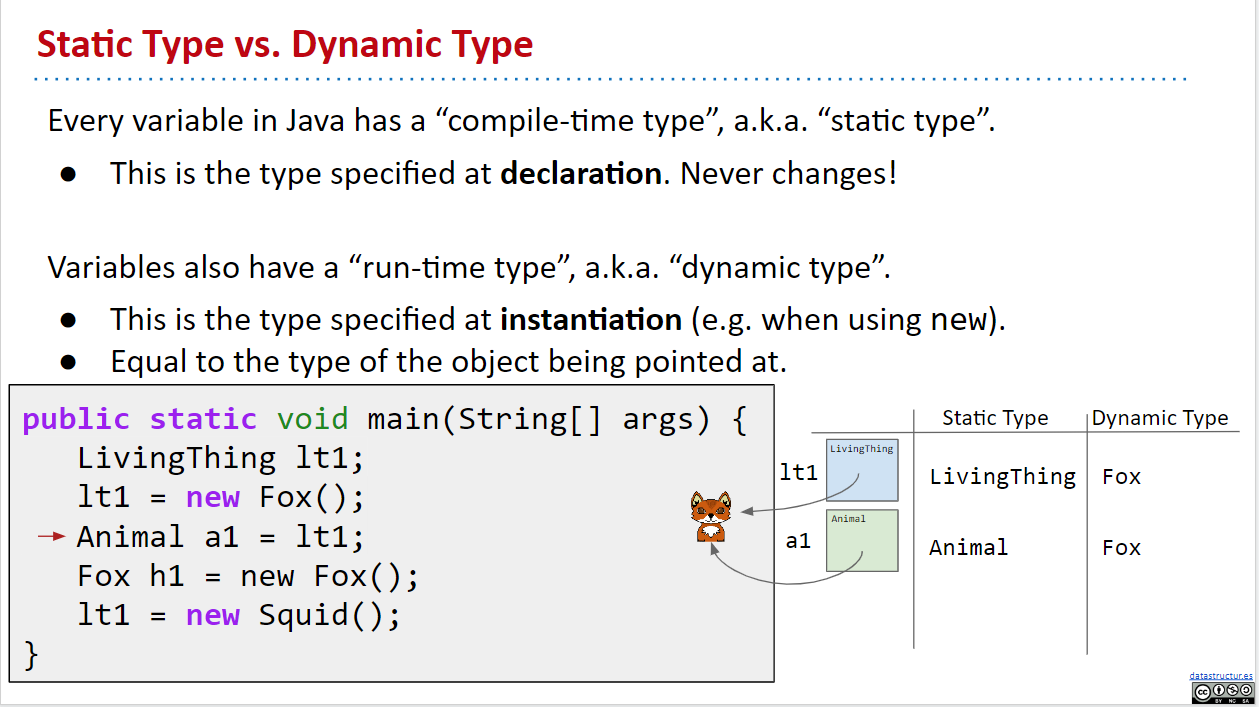 Static Type vs. Dynamic Type
Every variable in Java has a “compile-time type”, a.k.a. “static type”.
● This is the type specified at declaration. Never changes!
Variables also have a “run-time type”, a.k.a. “dynamic type”.
● This is the type specified at instantiation (e.g. when using new).
● Equal to the type of the object being pointed at.
public static void main(String[] args) {
LivingThing lt1;
lt1 = new Fox();
Animal a1 = lt1;
Fox h1 = new Fox();
lt1 = new Squid();
}
Static Type Dynamic Type
lt1 LivingThing LivingThing Fox
a1 Animal Animal Fox
datastructur.es
cc
BY NC SA